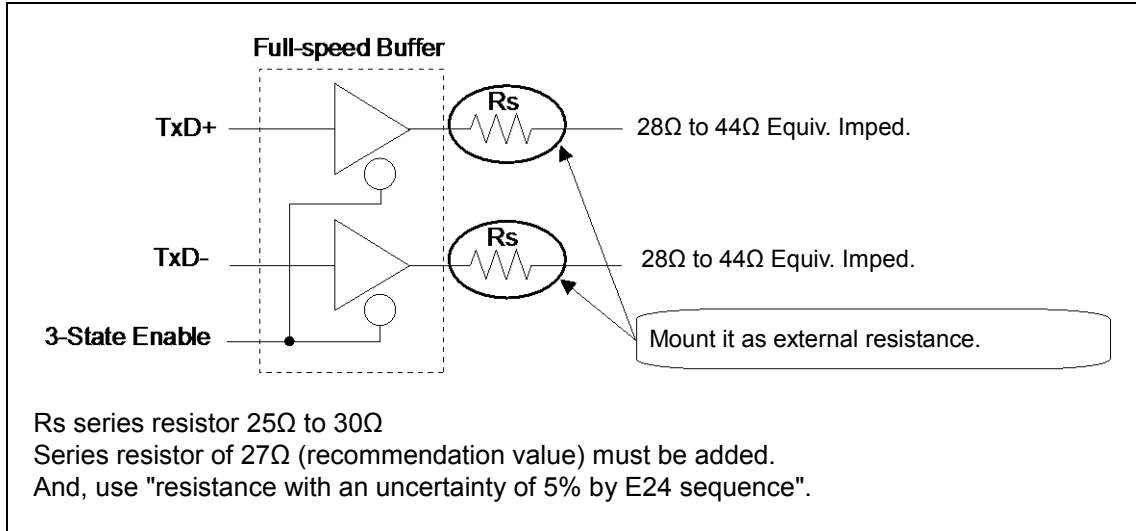 Full-speed Buffer
Rs
TxD+
28Ω to 44Ω Equiv. Imped.
Rs
TxD-
28Ω to 44Ω Equiv. Imped.
3-State Enable
Mount it as external resistance.
Rs series resistor 25Ω to 30Ω
Series resistor of 27Ω (recommendation value) must be added.
And, use "resistance with an uncertainty of 5% by E24 sequence".